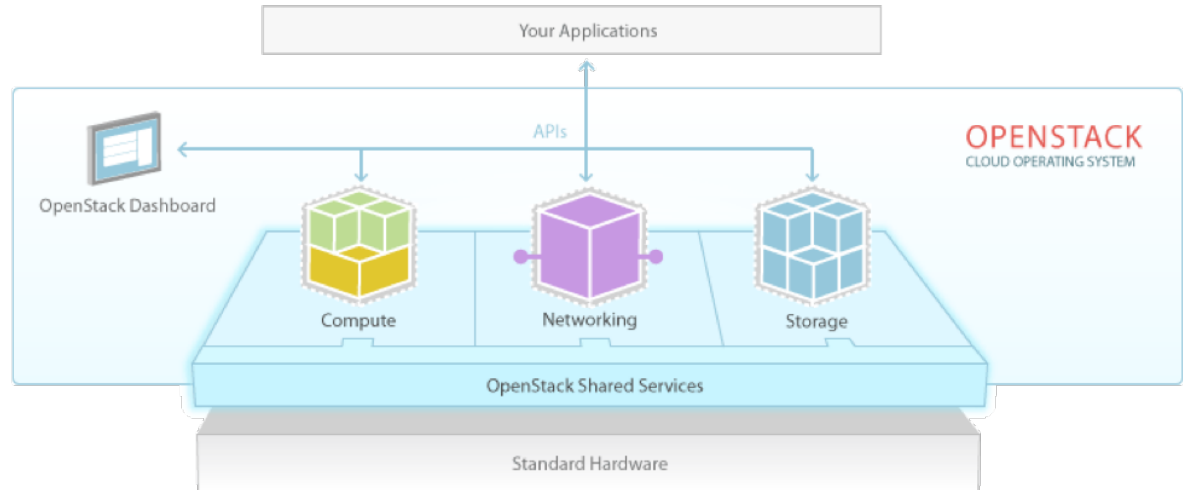 Your Applications
APIs
OPENSTACK
CLOUD OPERATING SYSTEM
OpenStack Dashboard
Compute
Networking
Storage
OpenStack Shared Services
Standard Hardware